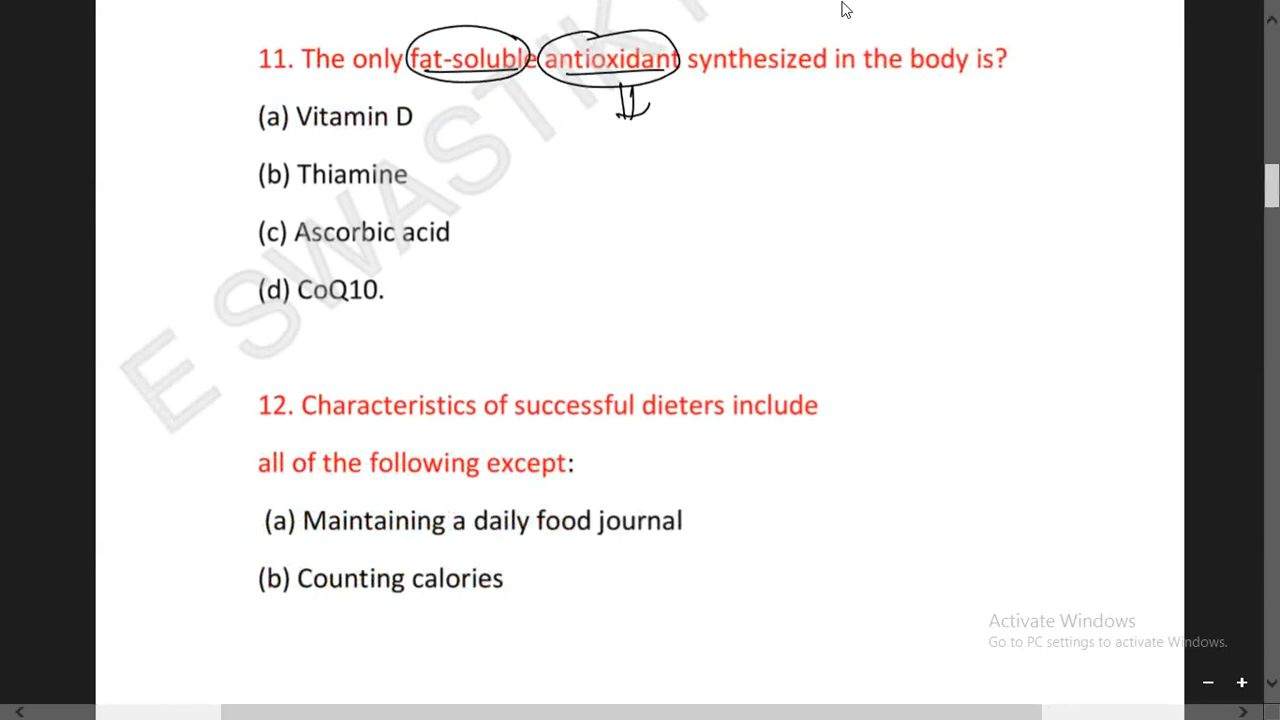 11. The only fat-soluble antioxidant synthesized in the body is?
(a) Vitamin D
(b) Thiamine
(c) Ascorbic acid
(d) CoQ10.
12. Characteristics of successful dieters include
all of the following except:
(a) Maintaining a daily food journal
(b) Counting calories
E SWASTIK
Activate Windows
Go to PC settings to activate Windows.